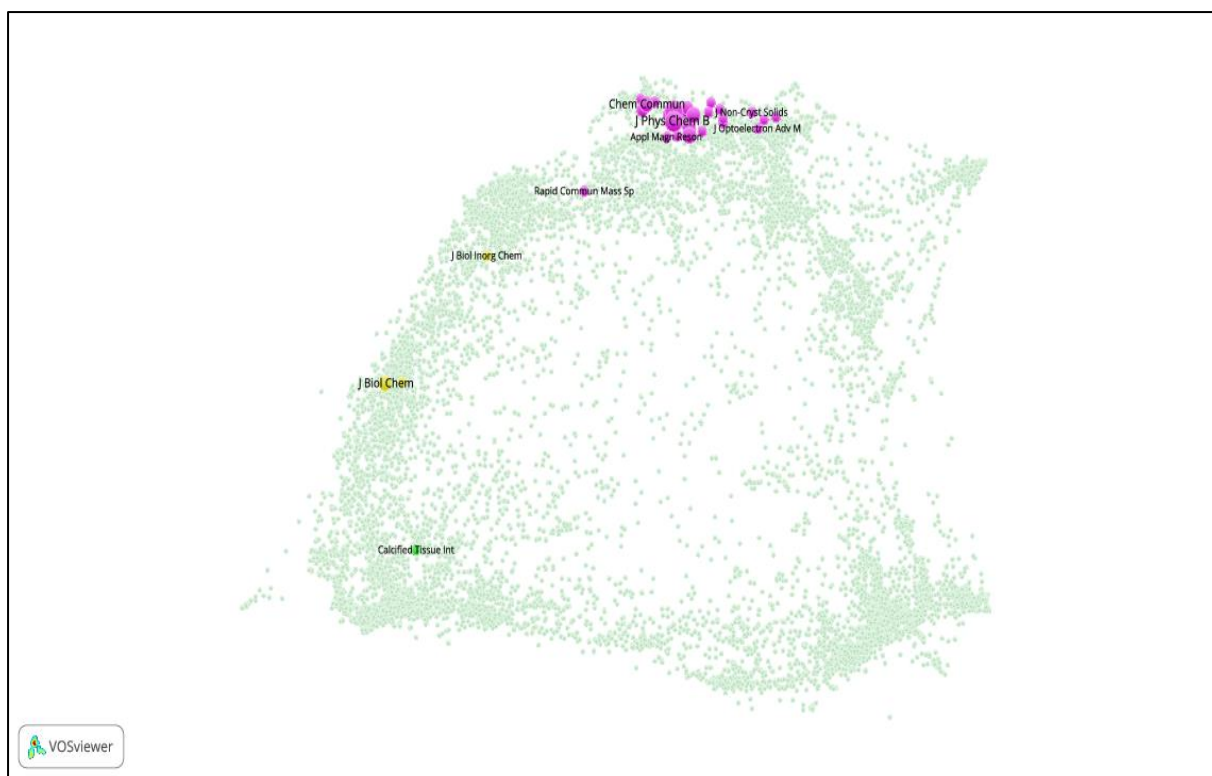 Chem Commun
J Non-Cryst Solids
J Phys Chem B
J Optoelectron Adv M
Appl Magn Reson
Rapid Commun Mass Sp
J Biol Inorg Chem
J Biol Chem
Calcified Tissue Int
VOSviewer